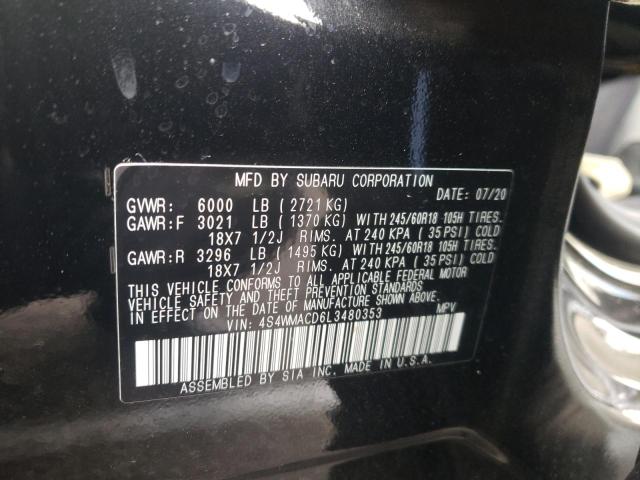 MFD BY SUBARU CORPORATION
DATE: 07/20
GVWR: 6000 LB ( 2721 KG)
GAWR:F 3021 LB ( 1370 KG) WITH 245/60R18 105H TIRES.
18X7 1/2J RIMS. AT 240 KPA ( 35 PSI) COLD
GAWR:R 3296 LB ( 1495 KG) WITH 245/60R18 105H TIRES.
18X7 1/2J RIMS. AT 240 KPA ( 35 PSI) COLD
THIS VEHICLE CONFORMS TO ALL APPLICABLE FEDERAL MOTOR
VEHICLE SAFETY AND THEFT PREVENTION STANDARDS
IN EFFECT ON THE DATE OF MANUFACTURE SHOWN ABOVE.
VIN: 4S4WMACD6L3480353 MPV
ASSEMBLED BY SIA INC. MADE IN U.S.A.